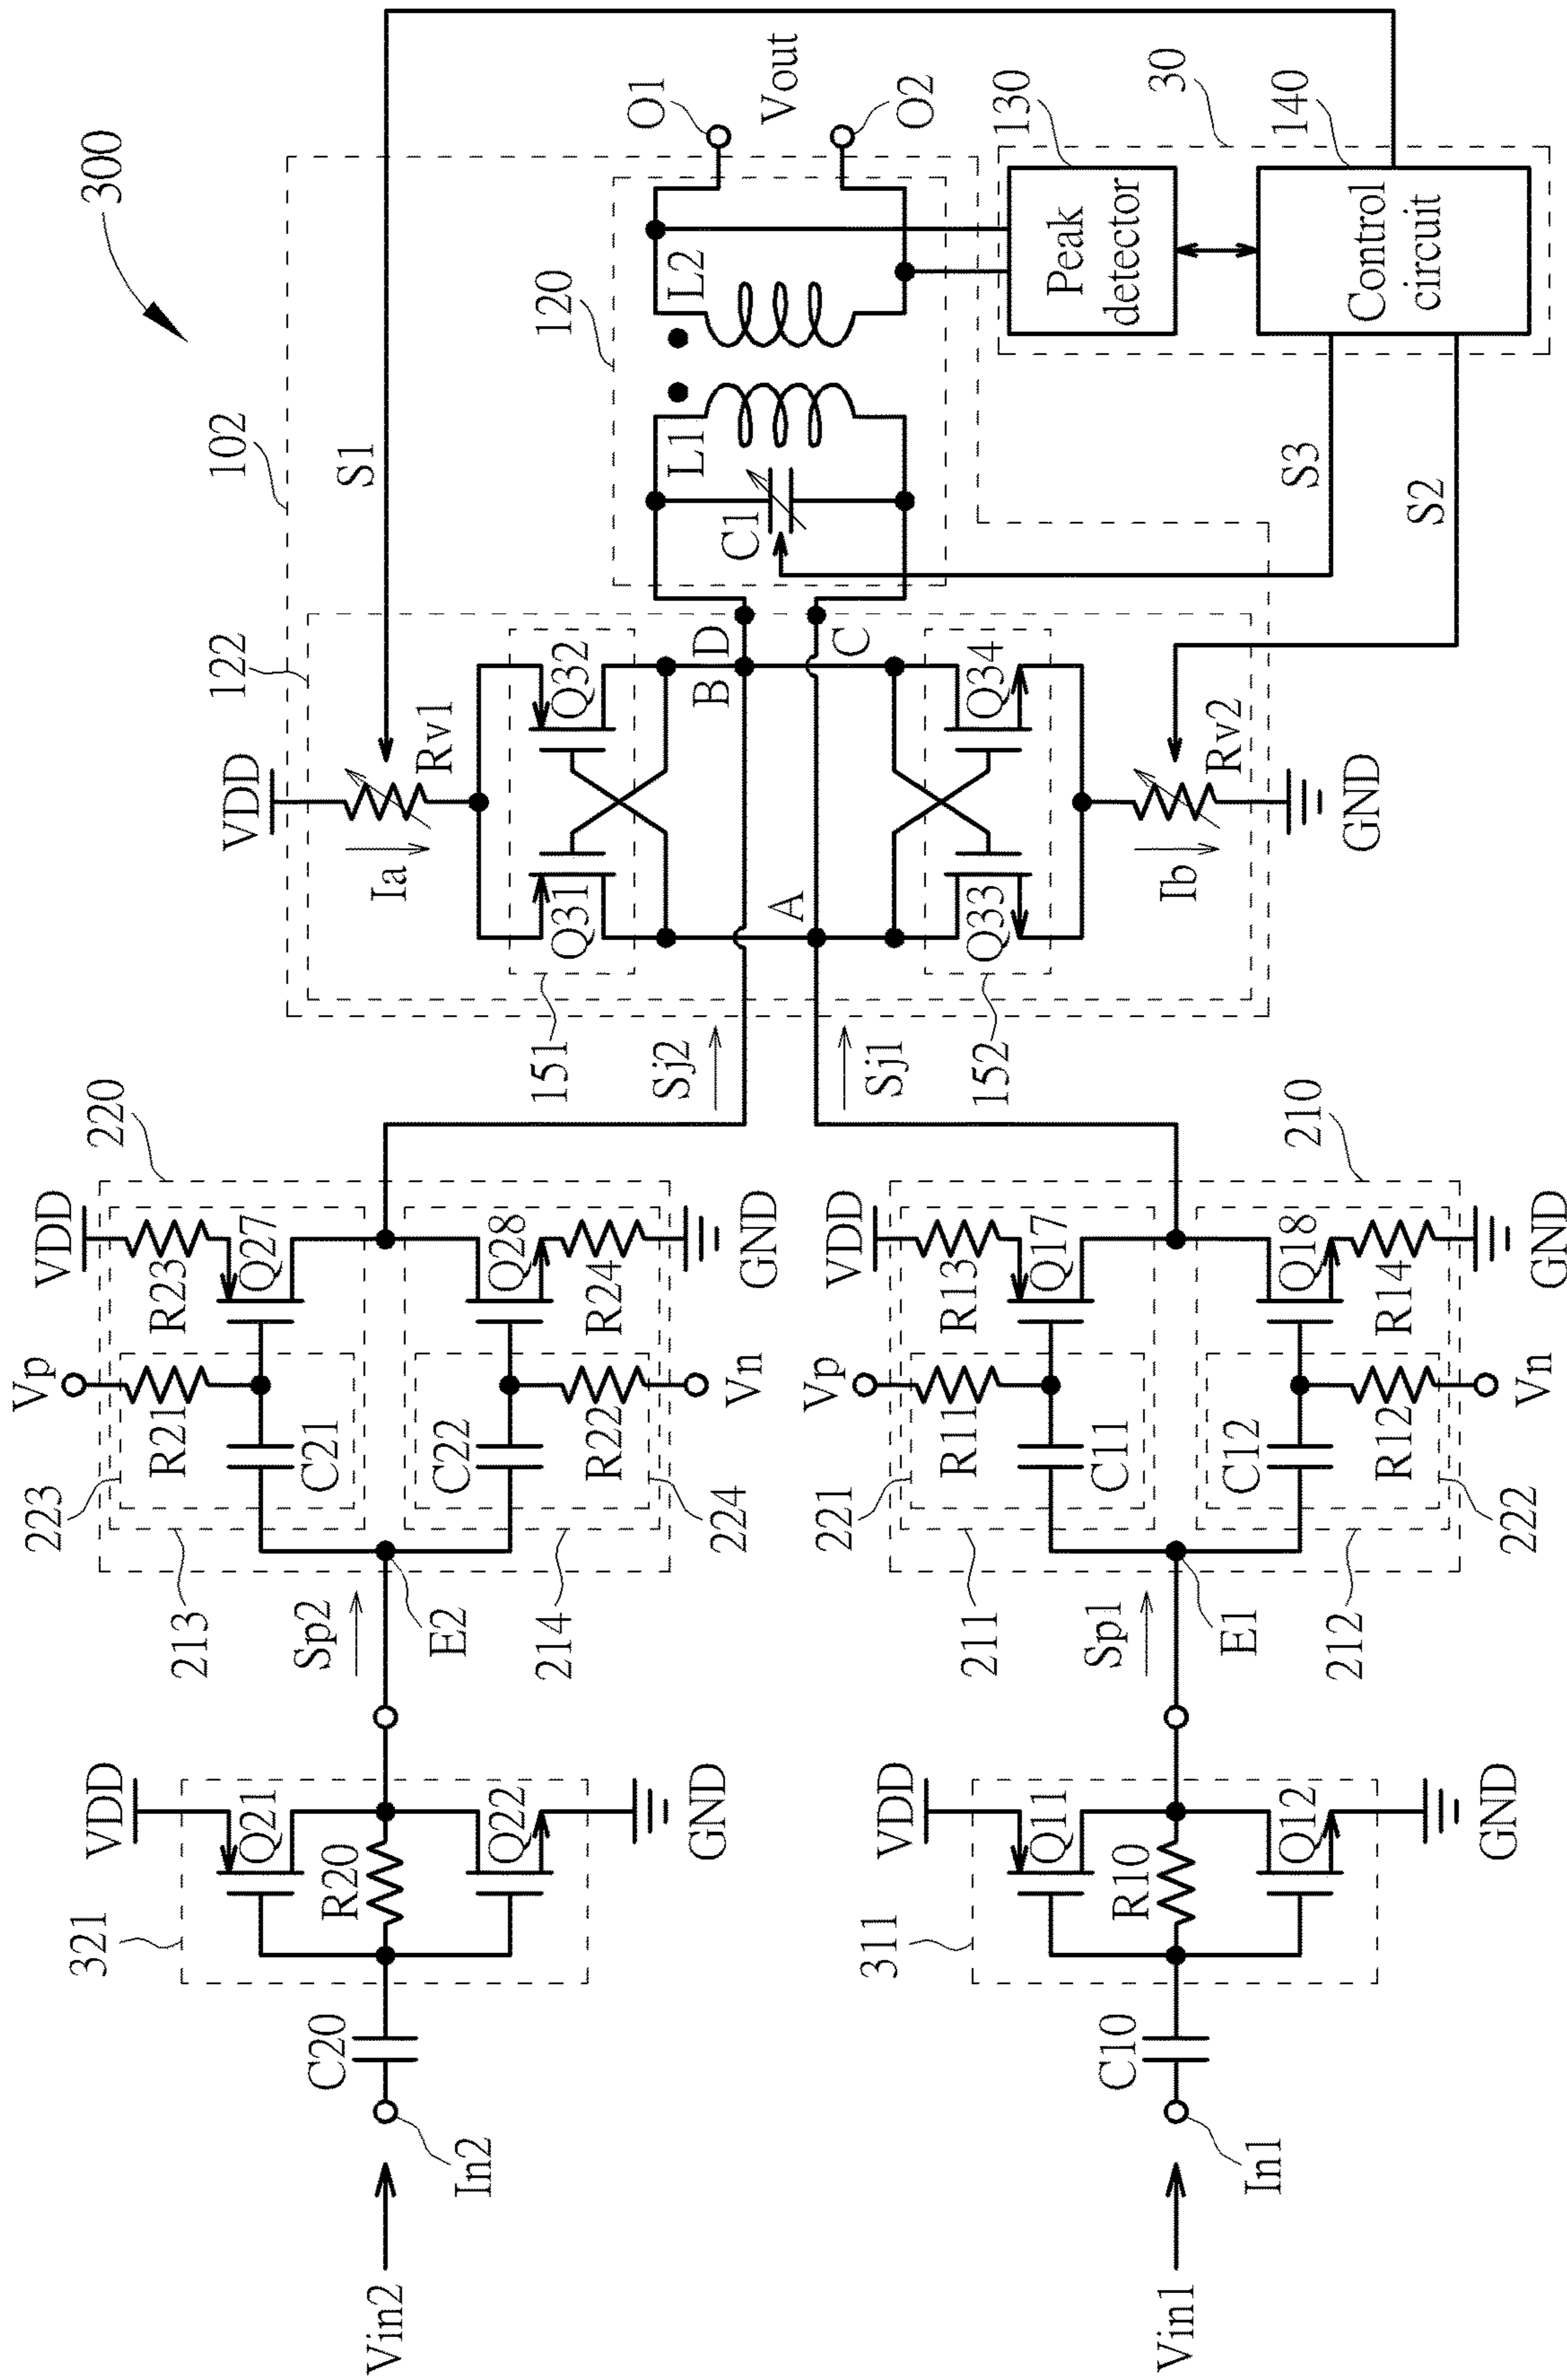 300
102
S1
122
VDD
Rv1
Ia
151
Q31
Q32
B
D
A
C
152
Q33
Q34
Ib
Rv2
GND
120
L1
L2
C1
O1
Vout
O2
Peak
detector
130
30
Control
circuit
140
S3
S2
220
VDD
Vp
R23
Q27
R21
C21
223
213
C22
Q28
R22
R24
Vn
GND
224
214
Sp2
E2
Sj2
Sj1
210
VDD
Vp
R13
Q17
R11
C11
221
211
C12
Q18
R12
R14
Vn
GND
222
212
Sp1
E1
321
VDD
Q21
R20
Q22
GND
C20
In2
Vin2
311
VDD
Q11
R10
Q12
GND
C10
In1
Vin1